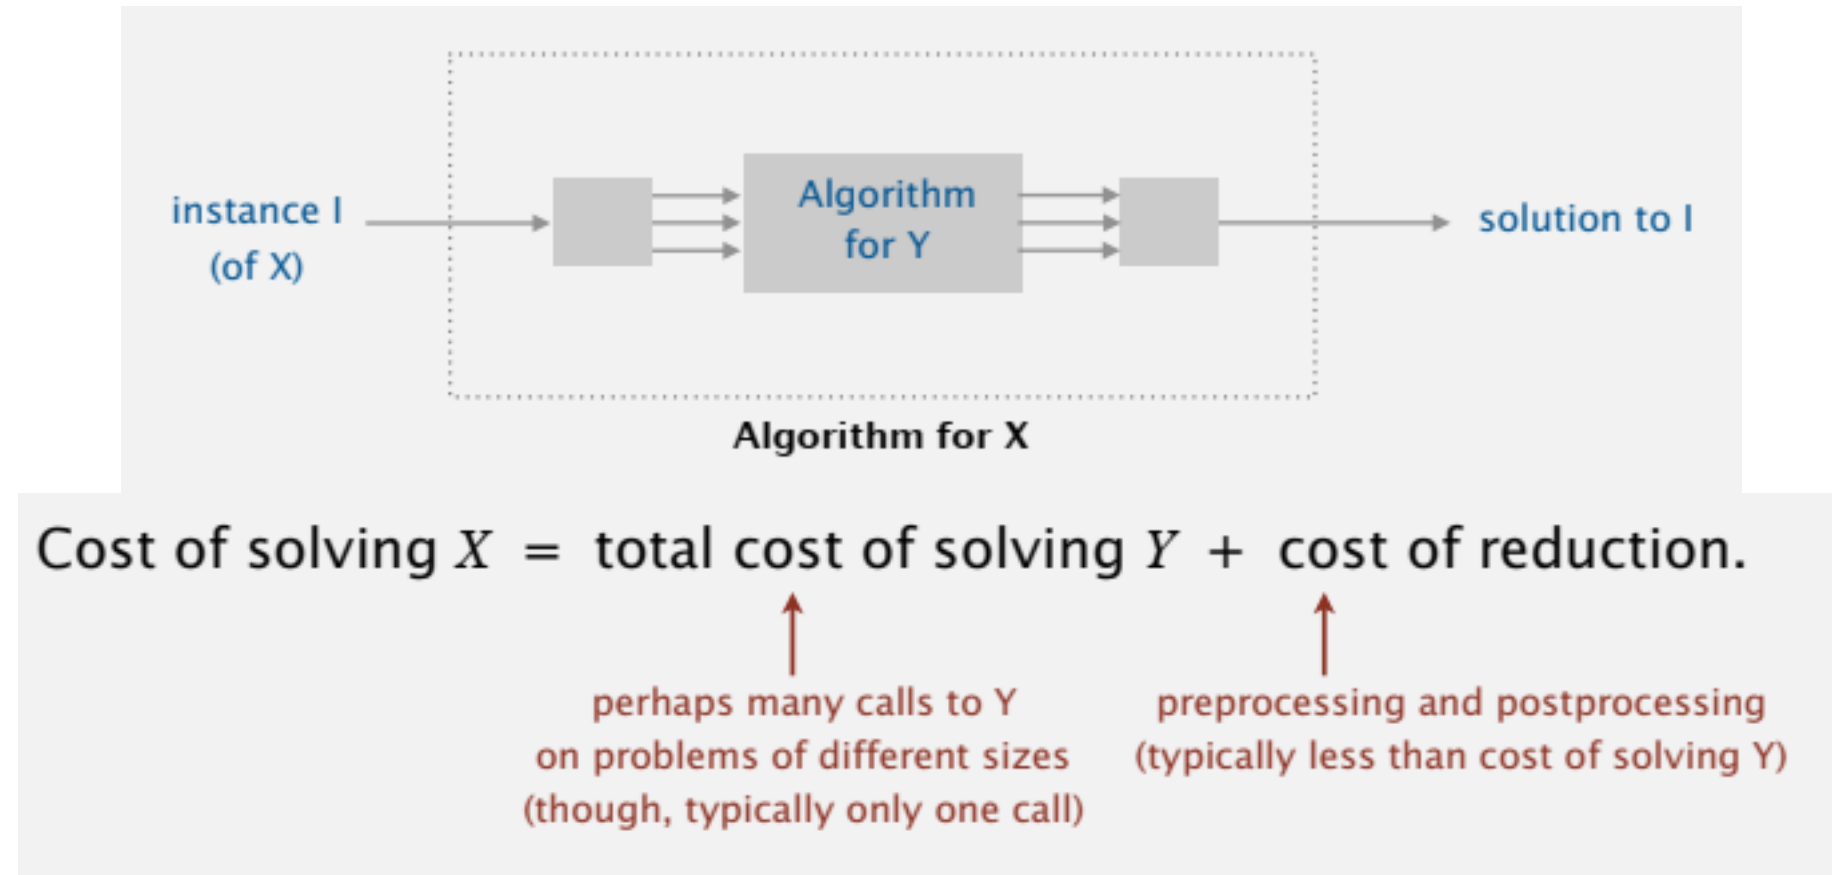 instance I
(of X)
Algorithm
for Y
solution to I
Algorithm for X
Cost of solving X = total cost of solving Y + cost of reduction.
perhaps many calls to Y
on problems of different sizes
(though, typically only one call)
preprocessing and postprocessing
(typically less than cost of solving Y)